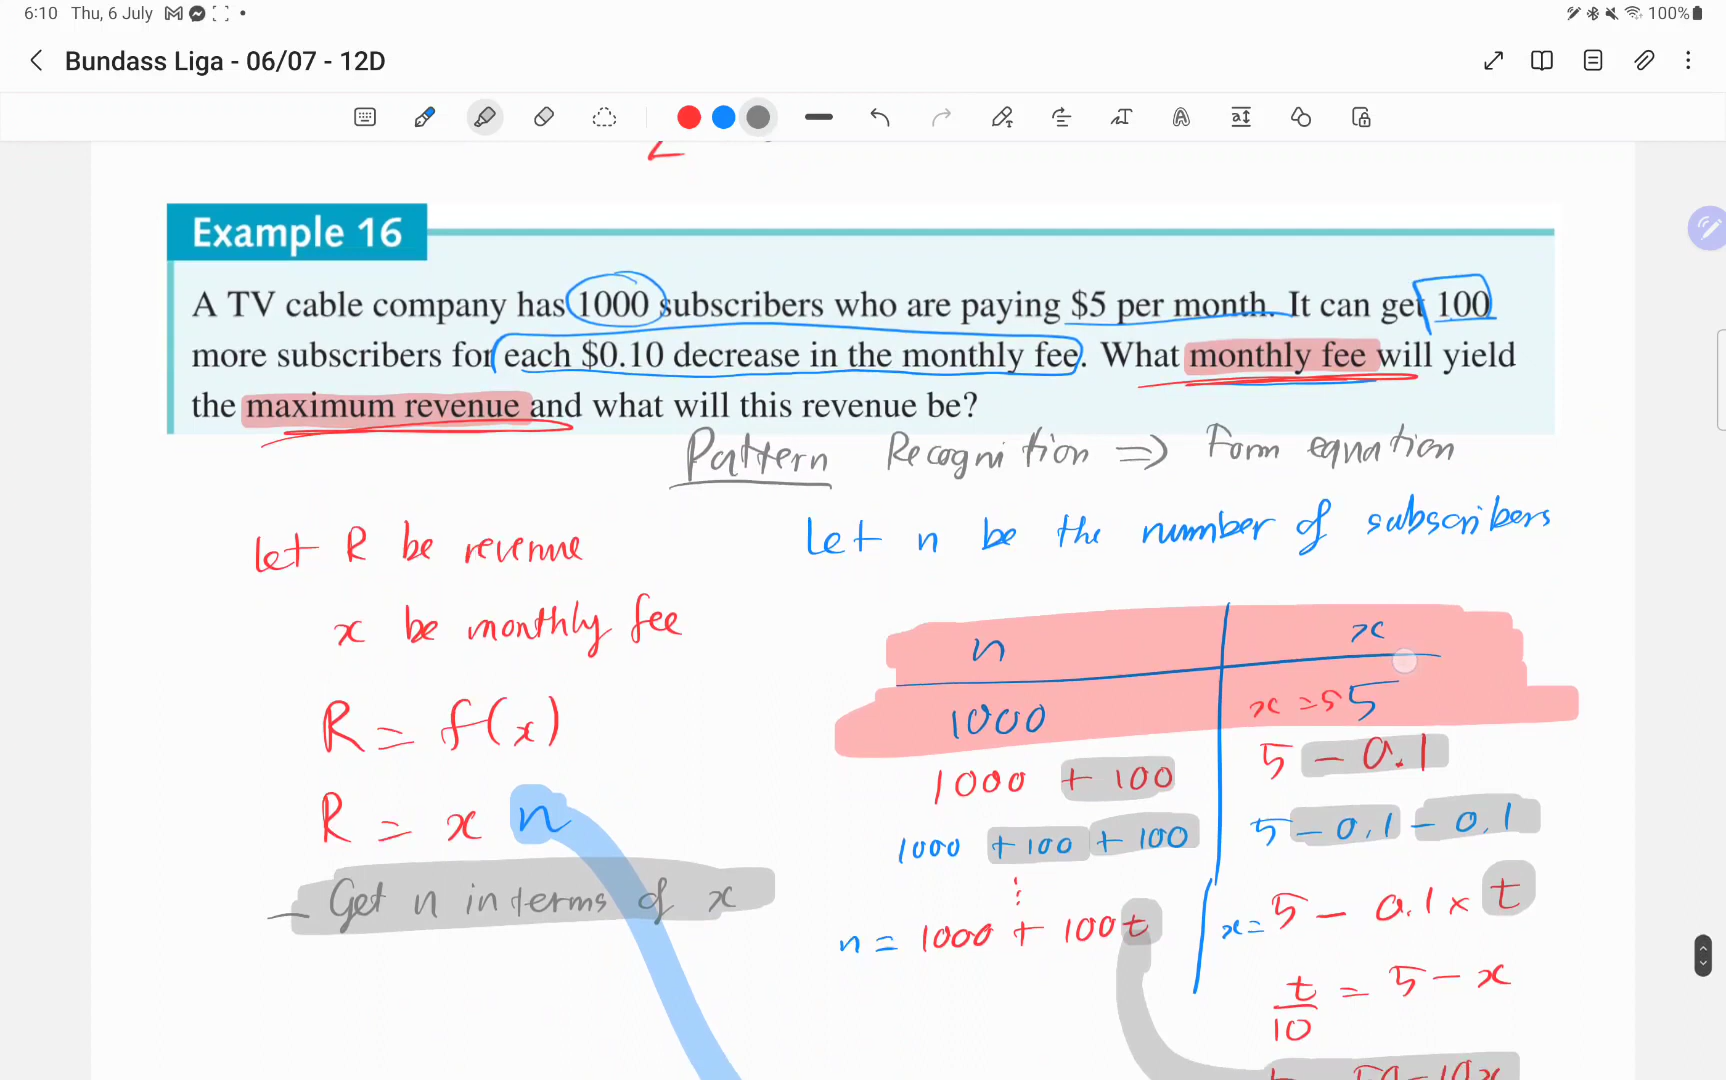 6:10 Thu, 6 July
100%
Bundass Liga - 06/07 - 12D
Example 16
A TV cable company has 1000 subscribers who are paying $5 per month. It can get 100
more subscribers for each $0.10 decrease in the monthly fee. What monthly fee will yield
the maximum revenue and what will this revenue be?
Pattern Recognition ⇒ Form equation
Let R be revenue
x be monthly fee
R = f(x)
R = x n
- Get n in terms of x
Let n be the number of subscribers
n x
1000 x = 5 5
1000 + 100 5 - 0.1
1000 + 100 + 100 5 - 0.1 - 0.1
⋮
n = 1000 + 100t x = 5 - 0.1 × t
t/10 = 5 - x
t = 50 - 10x